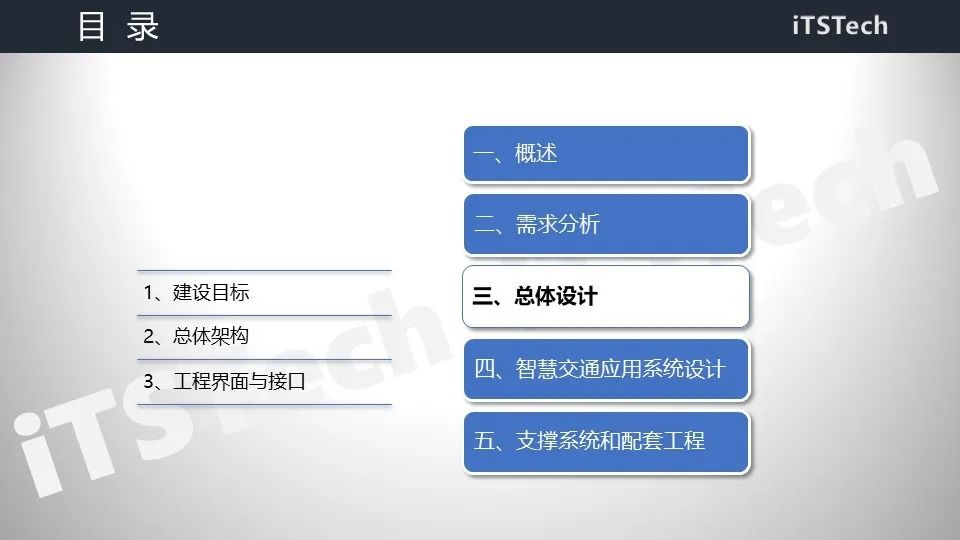 目 录
iTSTech
一、概述
二、需求分析
三、总体设计
四、智慧交通应用系统设计
五、支撑系统和配套工程
1、建设目标
2、总体架构
3、工程界面与接口
iTSTech iTSTech